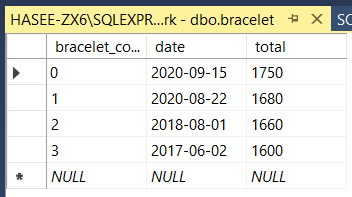 HASEE-ZX6\SQLEXPR...rk - dbo.bracelet
bracelet_co... date total
0 2020-09-15 1750
1 2020-08-22 1680
2 2018-08-01 1660
3 2017-06-02 1600
NULL NULL NULL